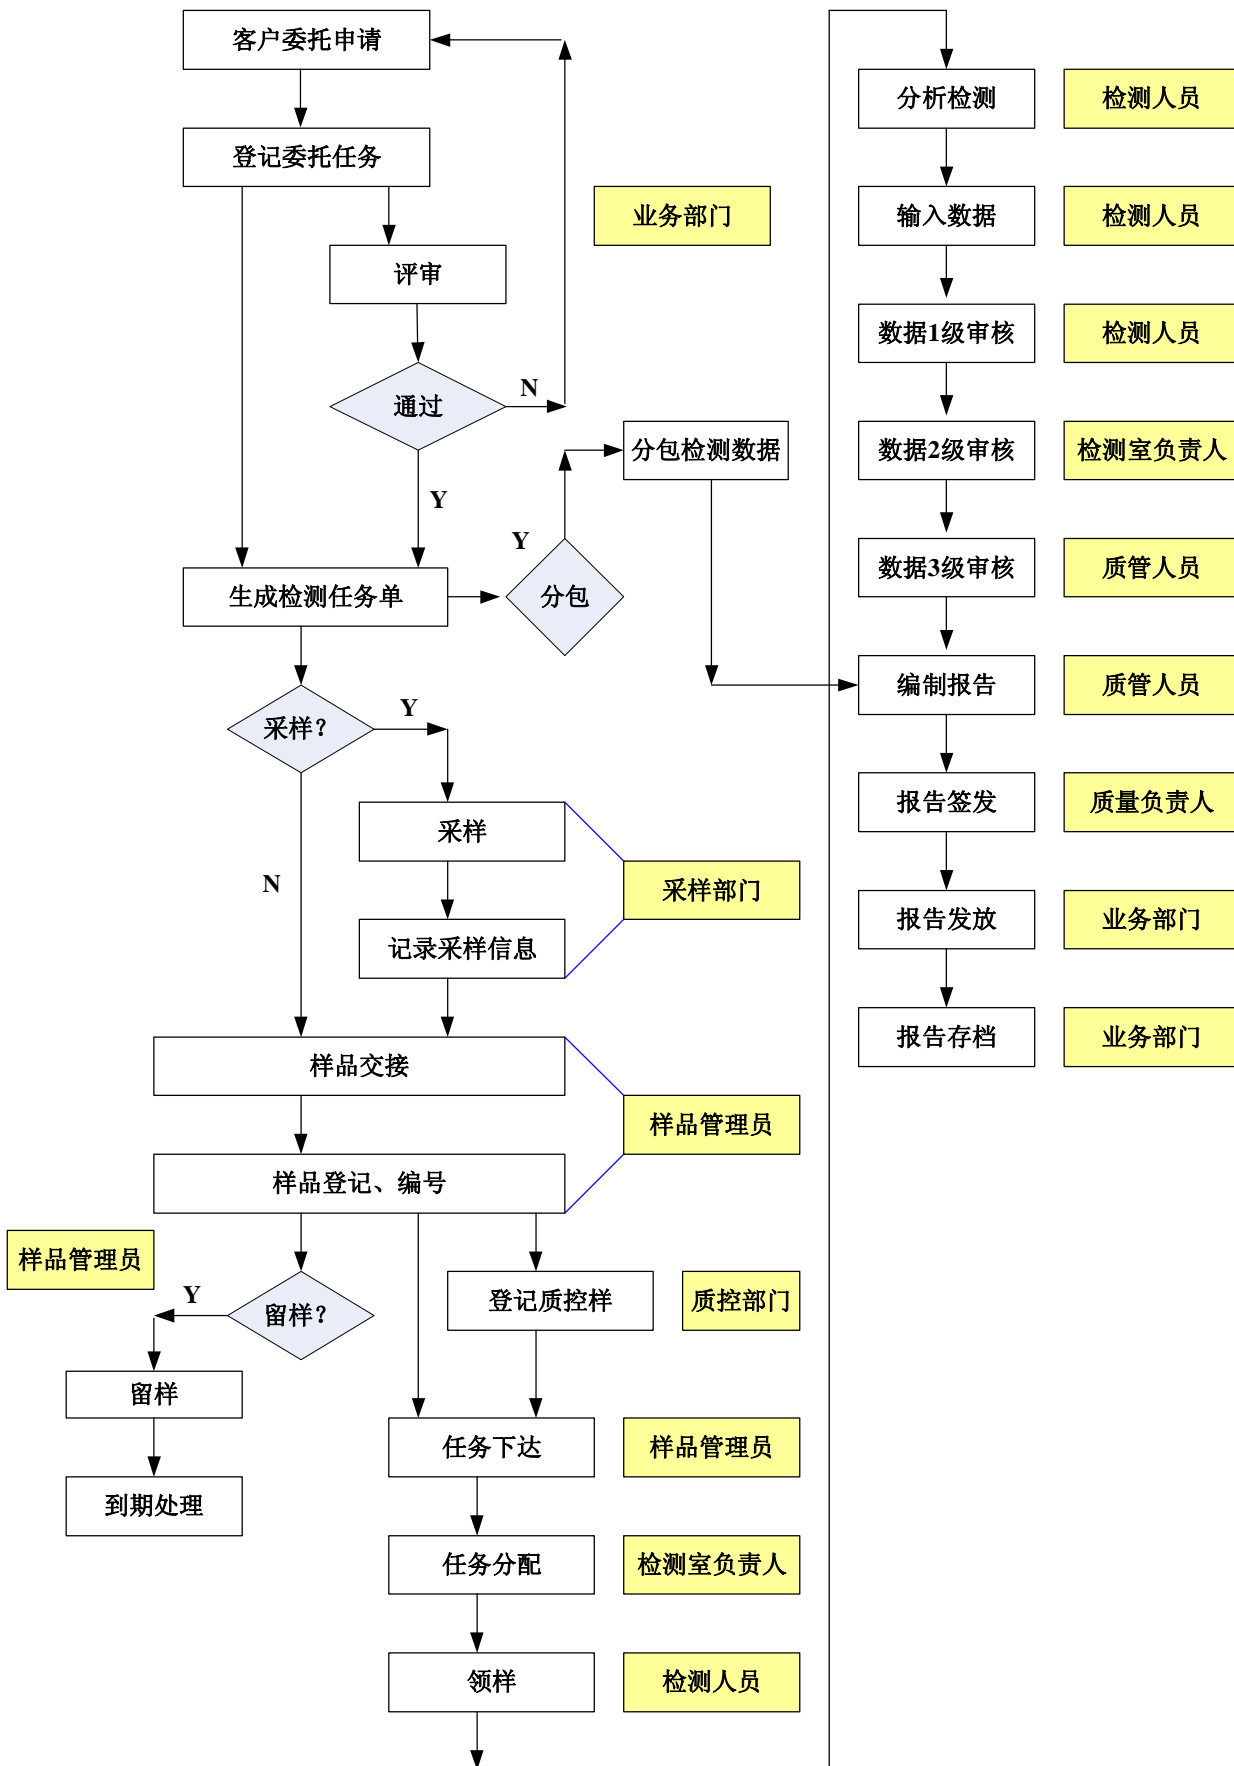 客户委托申请
登记委托任务
业务部门
评审
通过
N
分包检测数据
Y
Y
生成检测任务单
分包
采样？
Y
采样
采样部门
N
记录采样信息
样品交接
样品管理员
样品登记、编号
样品管理员
Y
留样？
登记质控样
质控部门
留样
任务下达
样品管理员
到期处理
任务分配
检测室负责人
领样
检测人员
分析检测
检测人员
输入数据
检测人员
数据1级审核
检测人员
数据2级审核
检测室负责人
数据3级审核
质管人员
编制报告
质管人员
报告签发
质量负责人
报告发放
业务部门
报告存档
业务部门